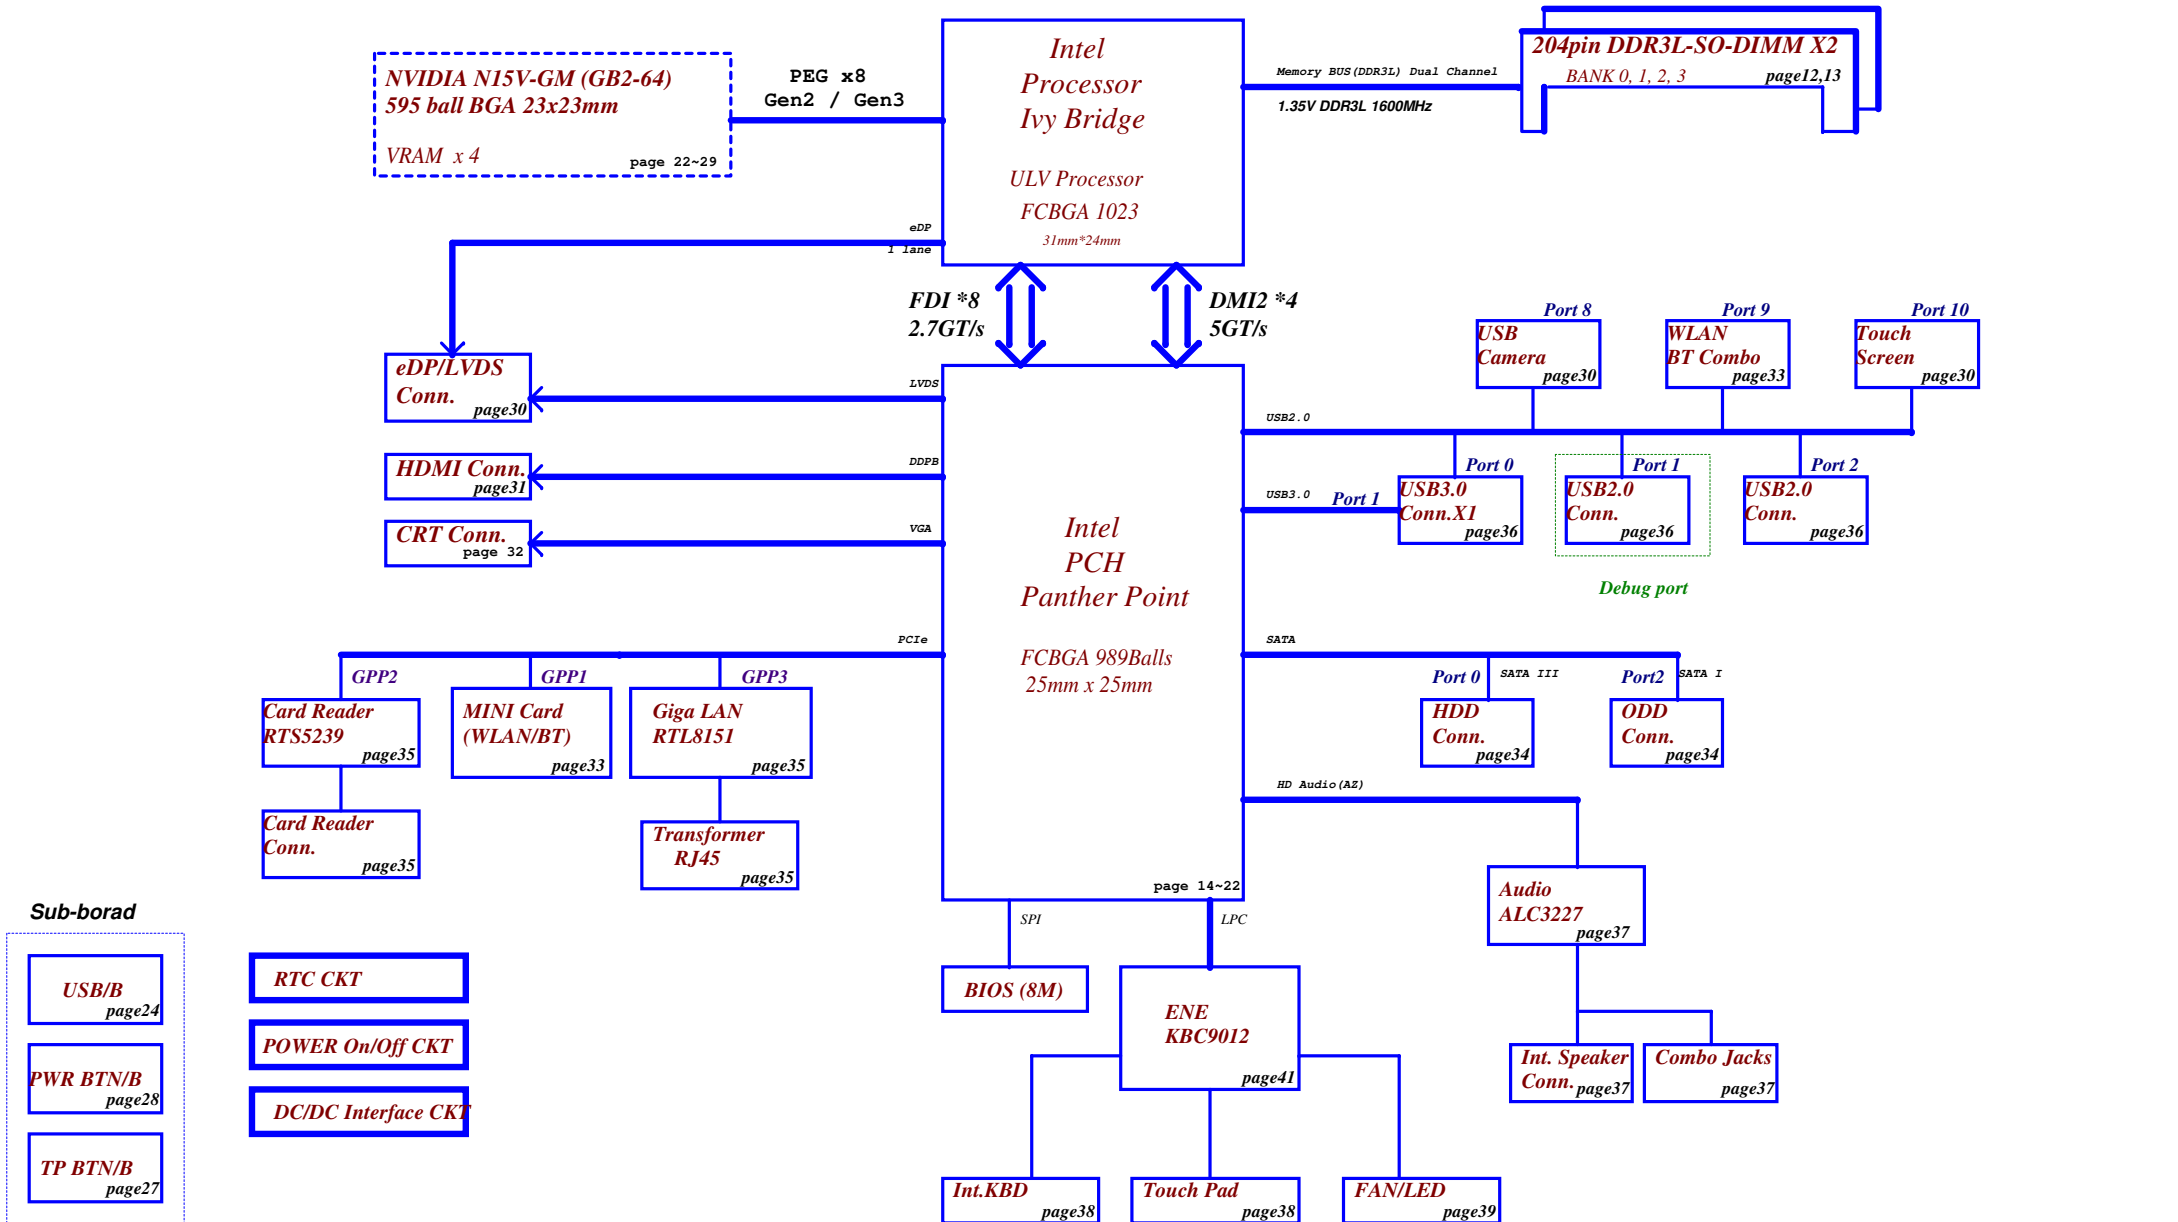 NVIDIA N15V-GM (GB2-64)
595 ball BGA 23x23mm
VRAM x 4
page 22~29
PEG x8
Gen2 / Gen3
Intel
Processor
Ivy Bridge
ULV Processor
FCBGA 1023
31mm*24mm
Memory BUS(DDR3L) Dual Channel
1.35V DDR3L 1600MHz
204pin DDR3L-SO-DIMM X2
BANK 0, 1, 2, 3
page12,13
eDP
1 lane
FDI *8
2.7GT/s
DMI2 *4
5GT/s
eDP/LVDS
Conn.
page30
LVDS
HDMI Conn.
page31
DDPB
CRT Conn.
page 32
VGA
Intel
PCH
Panther Point
FCBGA 989Balls
25mm x 25mm
page 14~22
Port 8
USB
Camera
page30
Port 9
WLAN
BT Combo
page33
Port 10
Touch
Screen
page30
USB2.0
USB3.0
Port 1
Port 0
USB3.0
Conn.X1
page36
Port 1
USB2.0
Conn.
page36
Port 2
USB2.0
Conn.
page36
Debug port
PCIe
GPP2
Card Reader
RTS5239
page35
Card Reader
Conn.
page35
GPP1
MINI Card
(WLAN/BT)
page33
GPP3
Giga LAN
RTL8151
page35
Transformer
RJ45
page35
SATA
Port 0
SATA III
HDD
Conn.
page34
Port2
SATA I
ODD
Conn.
page34
HD Audio(AZ)
Audio
ALC3227
page37
Int. Speaker
Conn.
page37
Combo Jacks
page37
SPI
BIOS (8M)
LPC
ENE
KBC9012
page41
Int.KBD
page38
Touch Pad
page38
FAN/LED
page39
Sub-borad
USB/B
page24
PWR BTN/B
page28
TP BTN/B
page27
RTC CKT
POWER On/Off CKT
DC/DC Interface CKT